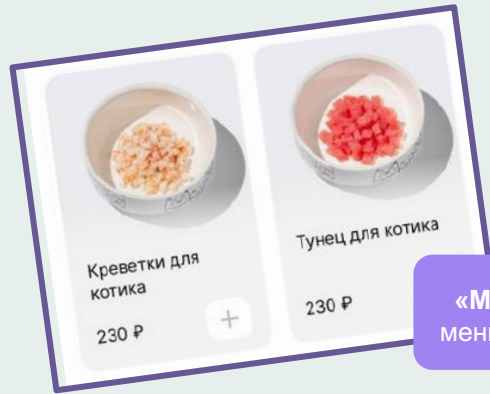 Креветки для
котика
230 ₽
+
Тунец для котика
230 ₽